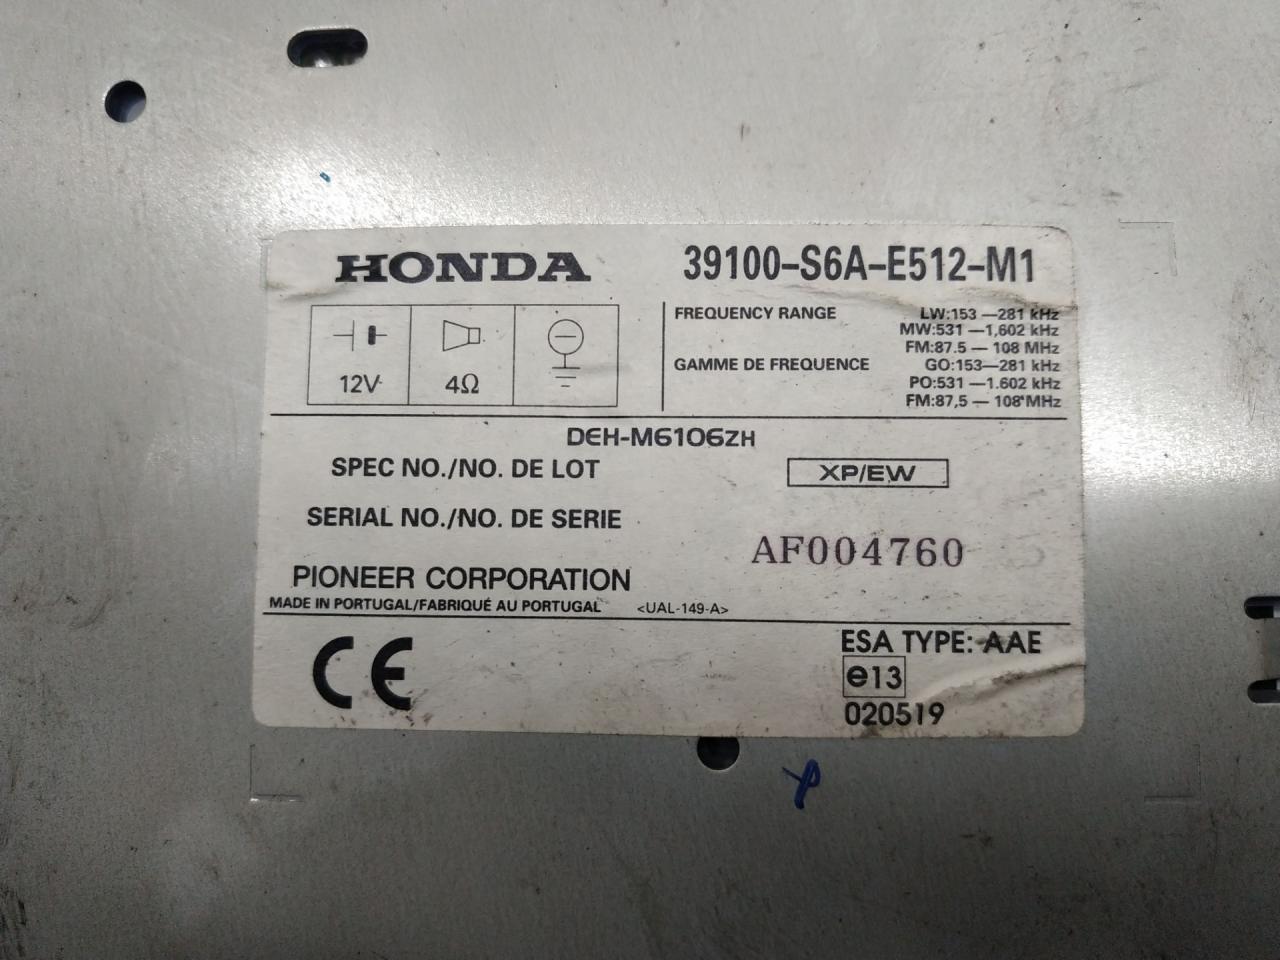 HONDA
39100-S6A-E512-M1
12V
4Ω
FREQUENCY RANGE
LW:153 —281 kHz
MW:531 —1,602 kHz
FM:87.5 — 108 MHz
GAMME DE FREQUENCE
GO:153—281 kHz
PO:531 —1.602 kHz
FM:87,5 — 108 MHz
DEH-M6106ZH
SPEC NO./NO. DE LOT
XP/EW
SERIAL NO./NO. DE SERIE
AF004760
PIONEER CORPORATION
MADE IN PORTUGAL/FABRIQUÉ AU PORTUGAL
<UAL-149-A>
CE
ESA TYPE: AAE
e13
020519